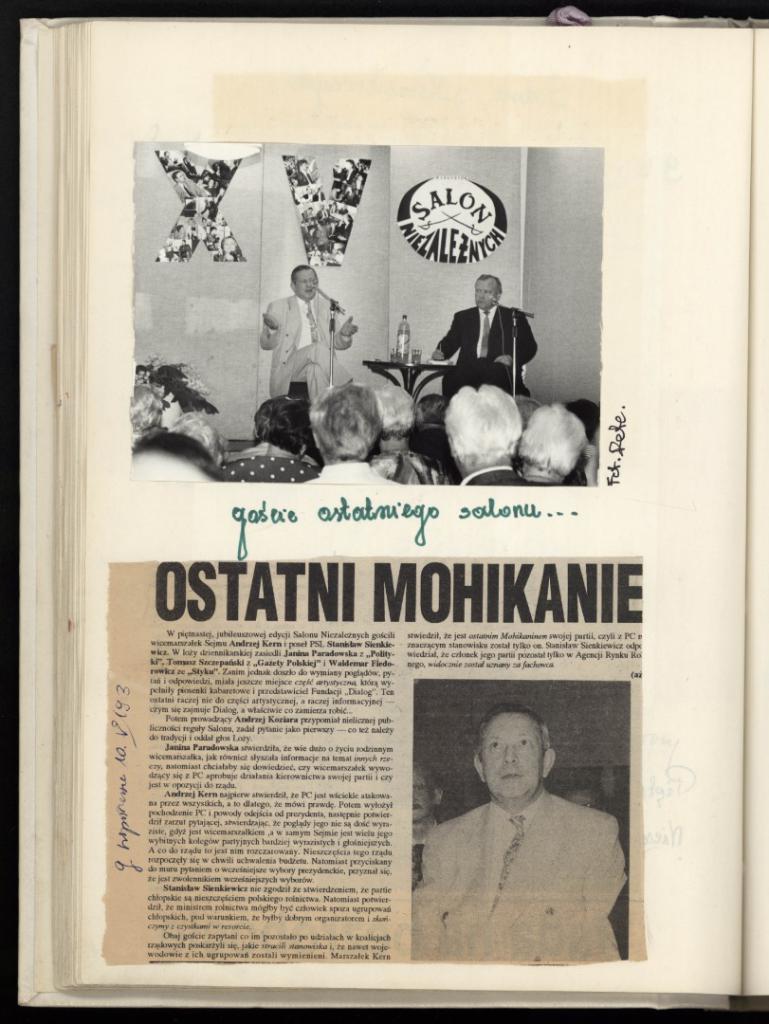 XV
SALON
NIEZALEŻNYCH
Fot.
goście ostatniego salonu...
OSTATNI MOHIKANIE
W piętnastej, jubileuszowej edycji Salonu Niezależnych gościli
wicemarszałek Sejmu Andrzej Kern i poseł PSL Stanisław Sienkie-
wicz. W loży dziennikarskiej zasiedli Janina Paradowska z „Polity-
ki”, Tomasz Szczepański z „Gazety Polskiej” i Waldemar Fiedo-
rowicz ze „Styku”. Zanim jednak doszło do wymiany poglądów, py-
tań i odpowiedzi, miała jeszcze miejsce część artystyczna, którą wy-
pełniły piosenki kabaretowe i przedstawiciel Fundacji „Dialog”. Ten
ostatni raczej nie do części artystycznej, a raczej informacyjnej —
czym się zajmuje Dialog, a właściwie co zamierza robić...
Potem prowadzący Andrzej Koziara przypomiał nielicznej pub-
liczności reguły Salonu, zadał pytanie jako pierwszy — co też należy
do tradycji i oddał głos Loży.
Janina Paradowska stwierdziła, że wie dużo o życiu rodzinnym
wicemarszałka, jak również słyszała informacje na temat innych rze-
czy, natomiast chciałaby się dowiedzieć, czy wicemarszałek wywo-
dzący się z PC aprobuje działania kierownictwa swojej partii i czy
jest w opozycji do rządu.
Andrzej Kern najpierw stwierdził, że PC jest wściekle atakowa-
na przez wszystkich, a to dlatego, że mówi prawdę. Potem wyłożył
pochodzenie PC i powody odejścia od prezydenta, następnie potwier-
dził zarzut pytającej, stwierdzając, że poglądy jego nie są dość wyra-
ziste, gdyż jest wicemarszałkiem ,a w samym Sejmie jest wielu jego
wybitnych kolegów partyjnych bardziej wyrazistych i głośniejszych.
A co do rządu to jest nim rozczarowany. Nieszczęścia tego rządu
rozpoczęły się w chwili uchwalenia budżetu. Natomiast przyciskany
do muru pytaniem o wcześniejsze wybory prezydenckie, przyznał się,
że jest zwolennikiem wcześniejszych wyborów.
Stanisław Sienkiewicz nie zgodził ze stwierdzeniem, że partie
chłopskie są nieszczęściem polskiego rolnictwa. Natomiast potwier-
dził, że ministrem rolnictwa mógłby być człowiek spoza ugrupowań
chłopskich, pod warunkiem, że byłby dobrym organizatorem i skoń-
czymy z czystkami w resorcie.
Obaj goście zapytani co im pozostało po udziałach w koalicjach
rządowych poskarżyli się, jakie stracili stanowiska i, że nawet woje-
wodowie z ich ugrupowań zostali wymienieni. Marszałek Kern
stwiedził, że jest ostatnim Mohikaninem swojej partii, czyli z PC n
znaczącym stanowisku został tylko on. Stanisław Sienkiewicz odpo
wiedział, że członek jego partii pozostał tylko w Agencji Rynku Ro
nego, widocznie został uznany za fachowca.
10. V 193